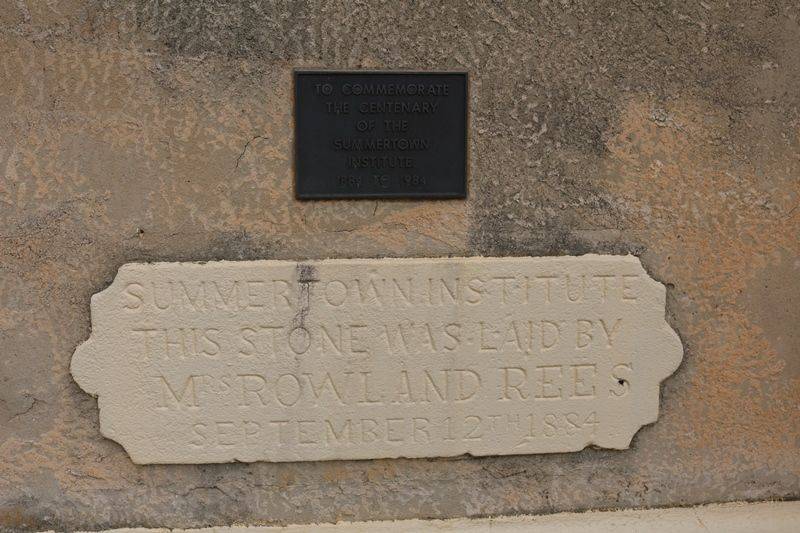 TO COMMEMORATE
THE CENTENARY
OF THE
SUMMERTOWN
INSTITUTE
1884 TO 1984
SUMMERTOWN INSTITUTE
THIS STONE WAS LAID BY
MRS ROWLAND REES
SEPTEMBER 12TH 1884